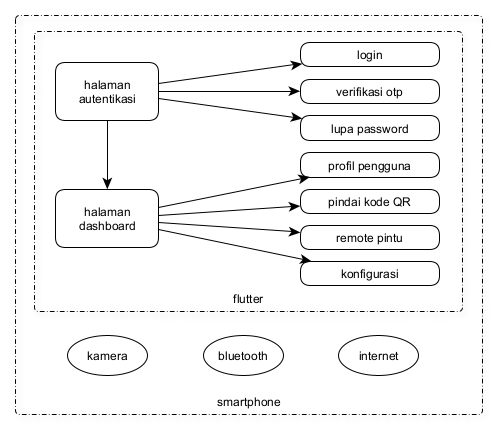 halaman
autentikasi
login
verifikasi otp
lupa password
halaman
dashboard
profil pengguna
pindai kode QR
remote pintu
konfigurasi
flutter
kamera
bluetooth
internet
smartphone